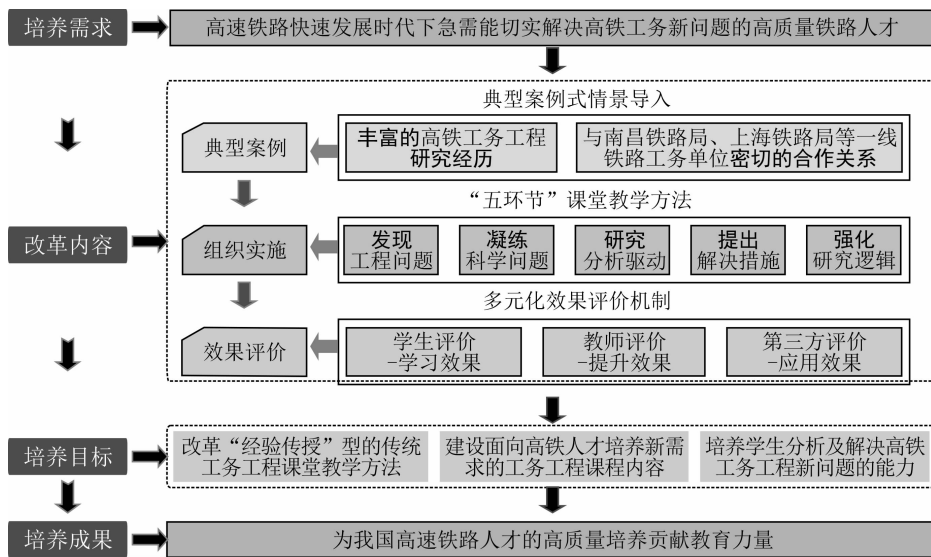 培养需求
高速铁路快速发展时代下急需能切实解决高铁工务新问题的高质量铁路人才
典型案例式情景导入
典型案例
丰富的高铁工务工程
研究经历
与南昌铁路局、上海铁路局等一线
铁路工务单位密切的合作关系
“五环节”课堂教学方法
改革内容
组织实施
发现
工程问题
凝练
科学问题
研究
分析驱动
提出
解决措施
强化
研究逻辑
多元化效果评价机制
效果评价
学生评价
-学习效果
教师评价
-提升效果
第三方评价
-应用效果
培养目标
改革“经验传授”型的传统
工务工程课堂教学方法
建设面向高铁人才培养新需
求的工务工程课程内容
培养学生分析及解决高铁
工务工程新问题的能力
培养成果
为我国高速铁路人才的高质量培养贡献教育力量